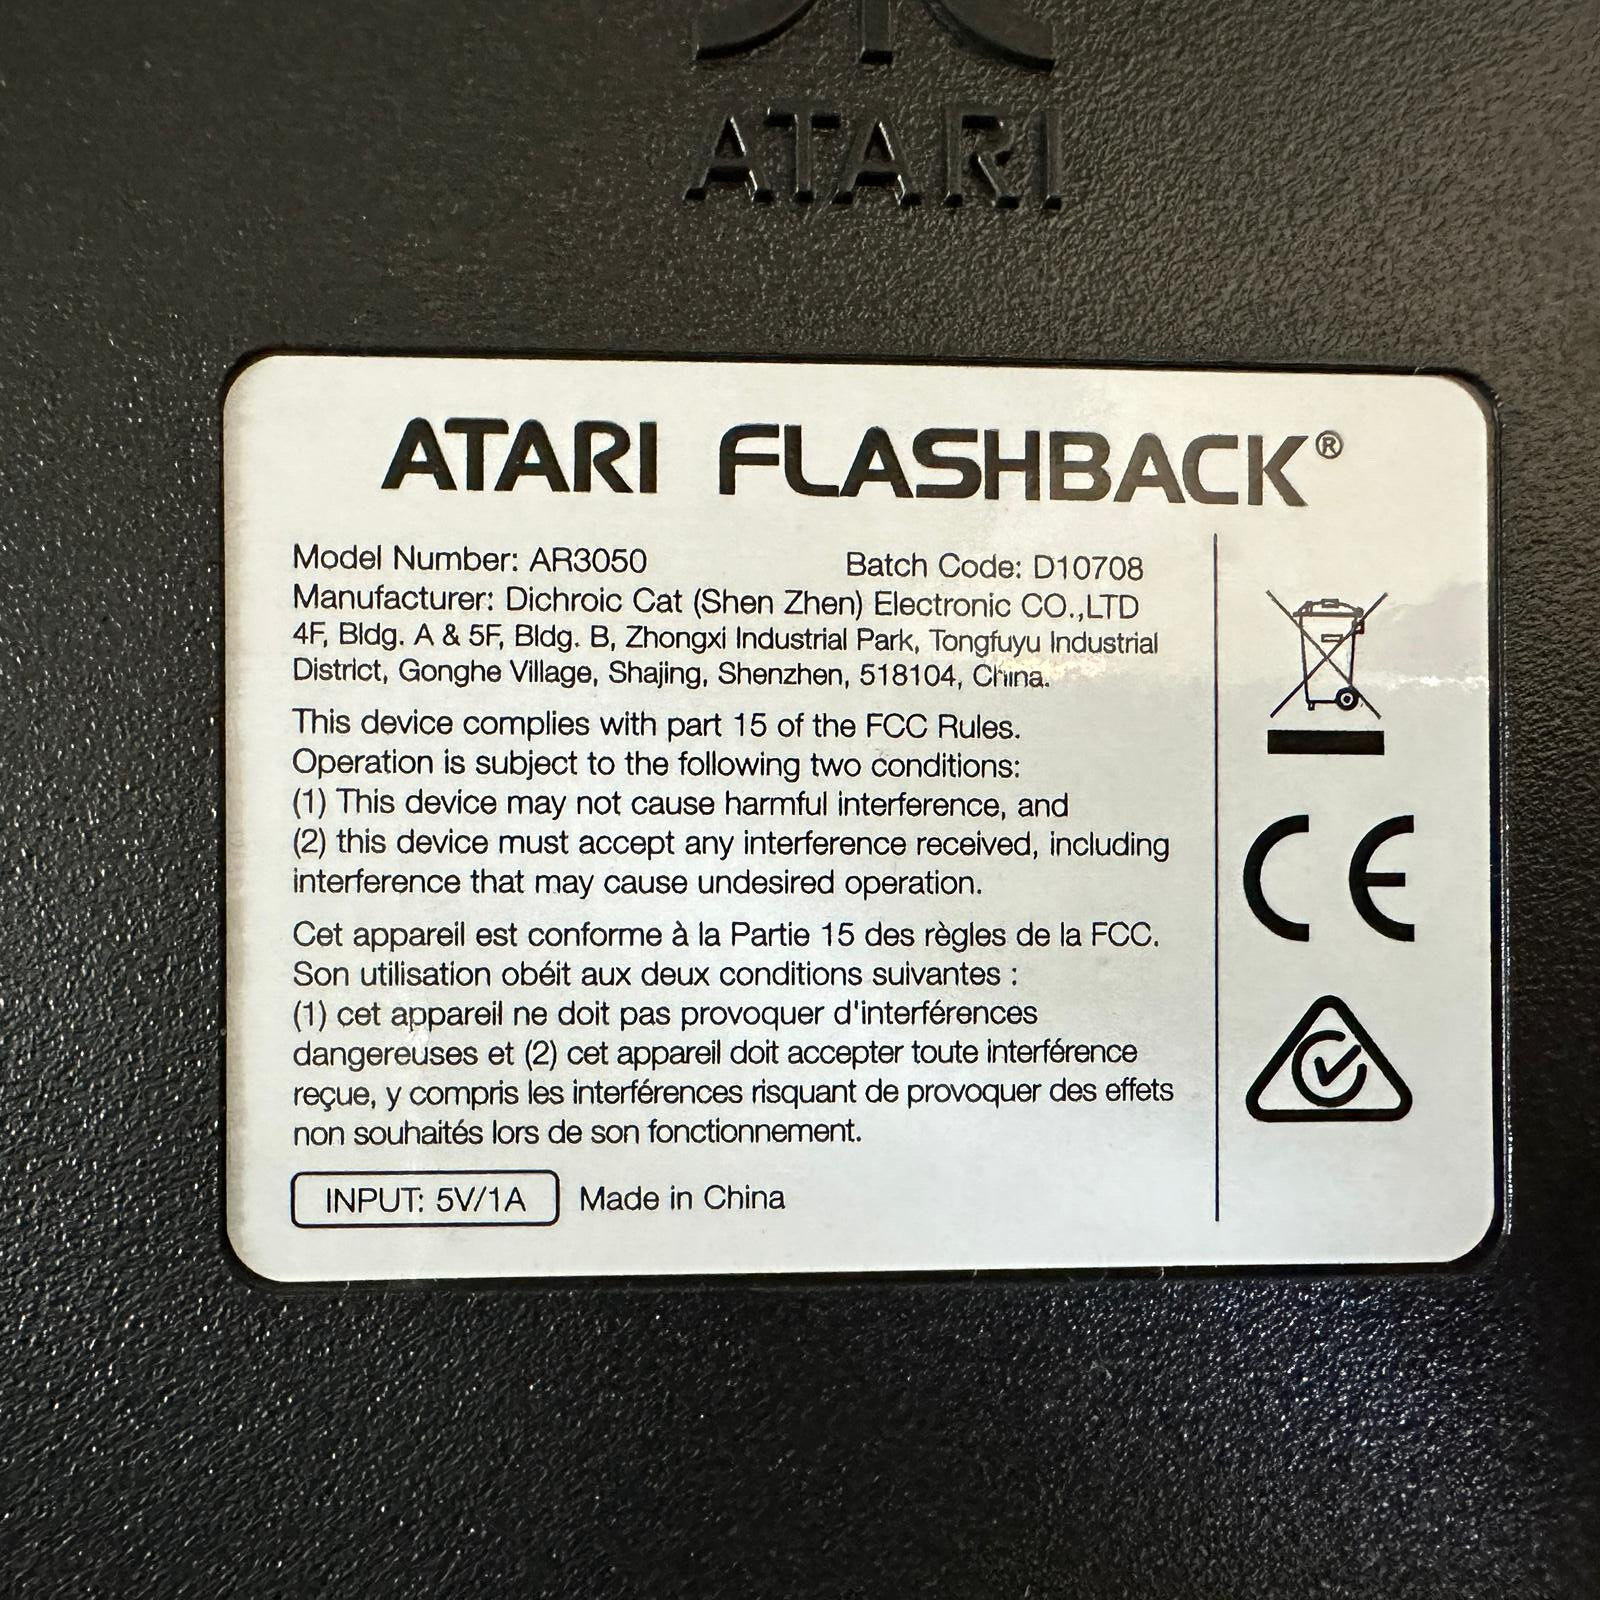 ATARI
ATARI FLASHBACK®
Model Number: AR3050 Batch Code: D10708
Manufacturer: Dichroic Cat (Shen Zhen) Electronic CO.,LTD
4F, Bldg. A & 5F, Bldg. B, Zhongxi Industrial Park, Tongfuyu Industrial
District, Gonghe Village, Shajing, Shenzhen, 518104, China.
This device complies with part 15 of the FCC Rules.
Operation is subject to the following two conditions:
(1) This device may not cause harmful interference, and
(2) this device must accept any interference received, including
interference that may cause undesired operation.
Cet appareil est conforme à la Partie 15 des règles de la FCC.
Son utilisation obéit aux deux conditions suivantes :
(1) cet appareil ne doit pas provoquer d'interférences
dangereuses et (2) cet appareil doit accepter toute interférence
reçue, y compris les interférences risquant de provoquer des effets
non souhaités lors de son fonctionnement.
INPUT: 5V/1A Made in China
CE